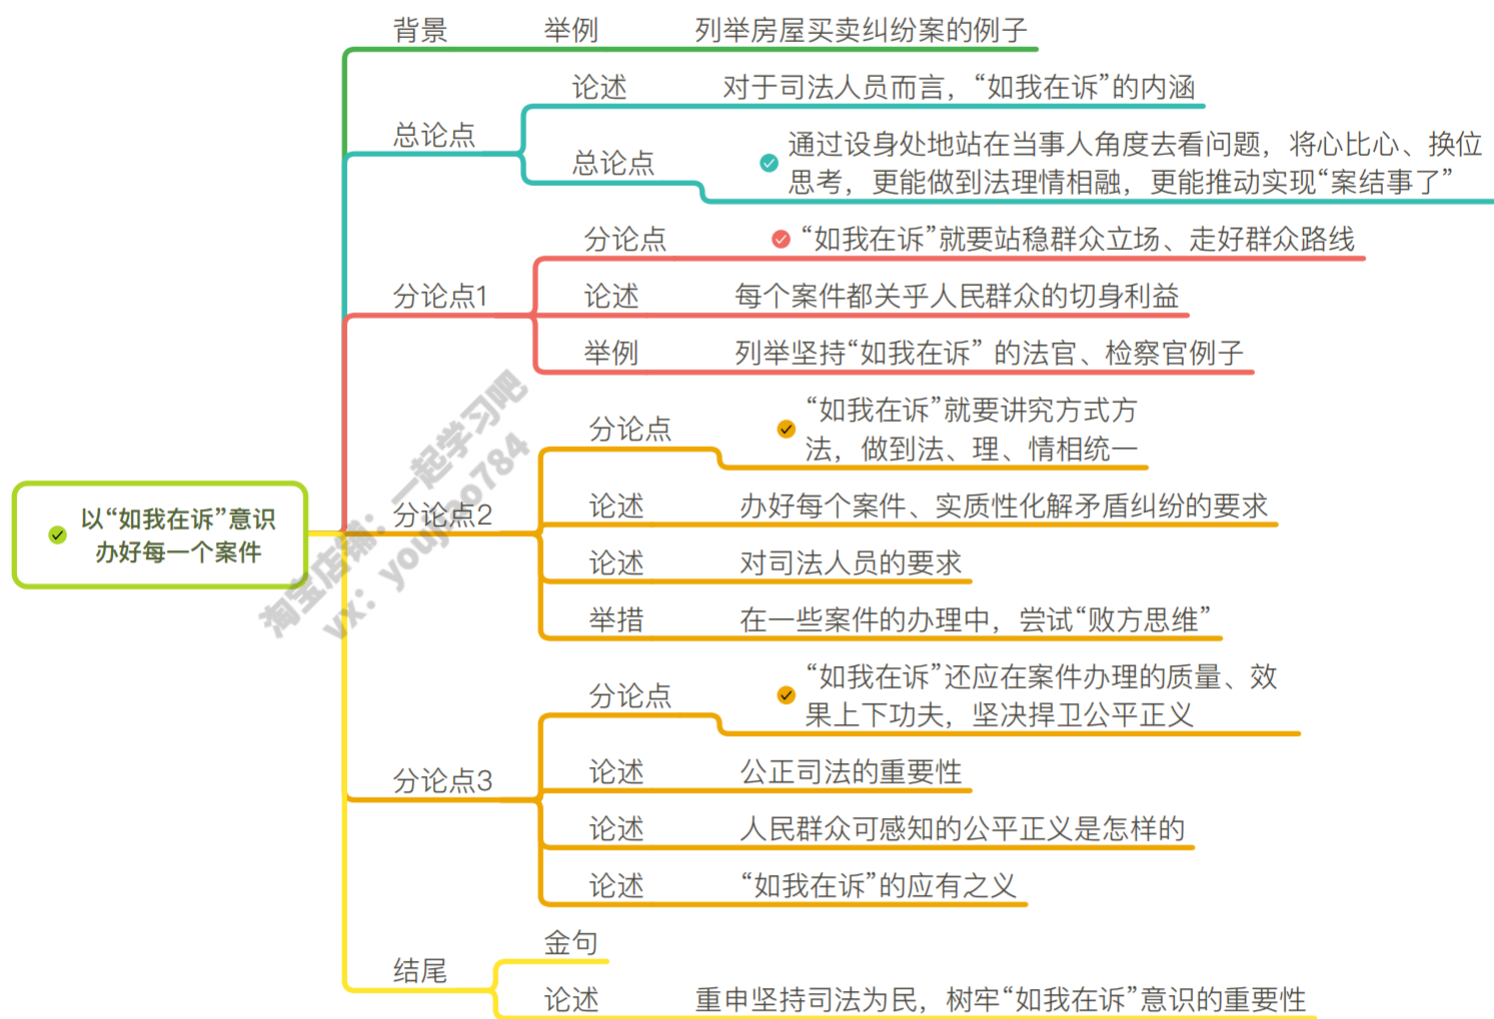 背景 举例 列举房屋买卖纠纷案的例子
论述 对于司法人员而言，“如我在诉”的内涵
总论点
总论点 通过设身处地站在当事人角度去看问题，将心比心、换位
思考，更能做到法理情相融，更能推动实现“案结事了”
分论点 “如我在诉”就要站稳群众立场、走好群众路线
分论点1 论述 每个案件都关乎人民群众的切身利益
举例 列举坚持“如我在诉” 的法官、检察官例子
分论点 “如我在诉”就要讲究方式方
法，做到法、理、情相统一
分论点2 论述 办好每个案件、实质性化解矛盾纠纷的要求
以“如我在诉”意识
办好每一个案件
论述 对司法人员的要求
举措 在一些案件的办理中，尝试“败方思维”
分论点 “如我在诉”还应在案件办理的质量、效
果上下功夫，坚决捍卫公平正义
分论点3 论述 公正司法的重要性
论述 人民群众可感知的公平正义是怎样的
论述 “如我在诉”的应有之义
金句
结尾
论述 重申坚持司法为民，树牢“如我在诉”意识的重要性
淘宝店铺：一起学习吧